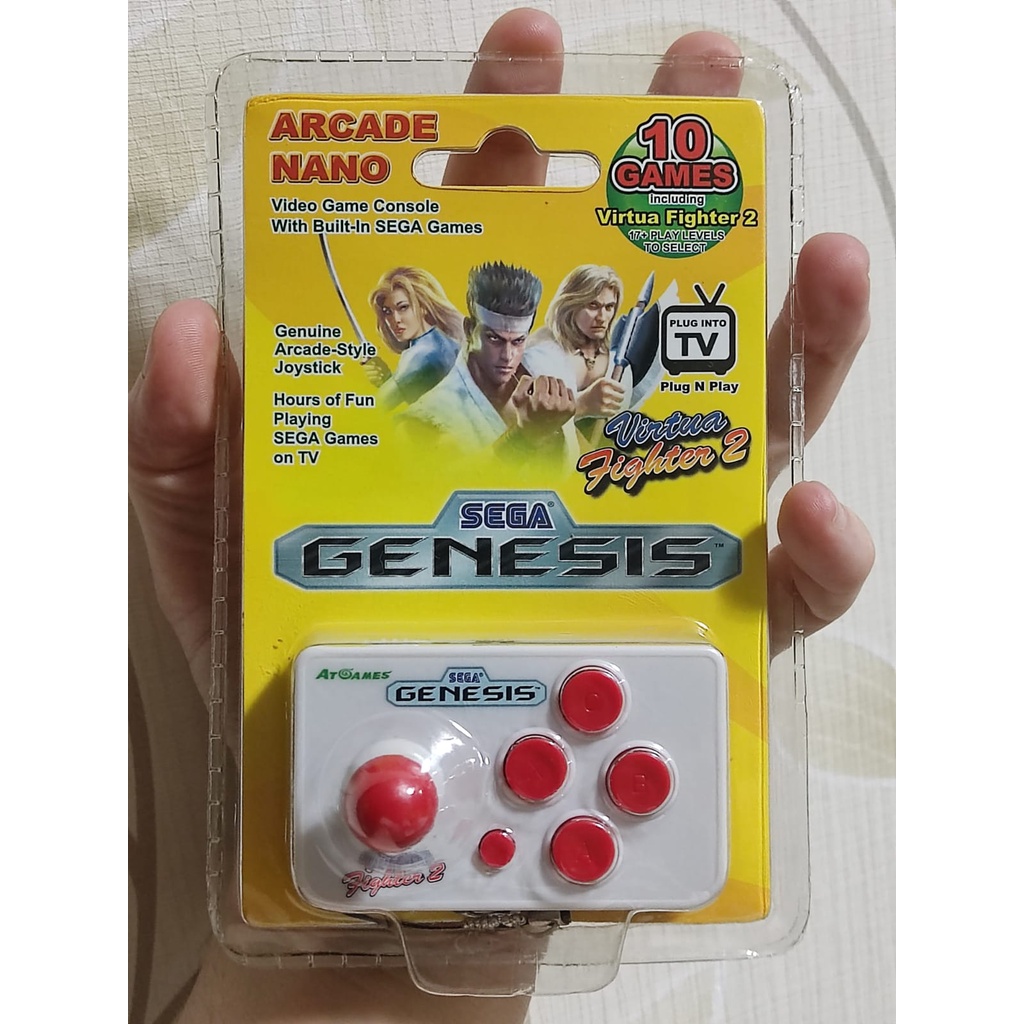 ARCADE
NANO
Video Game Console
With Built-In SEGA Games
10
GAMES
Including
Virtua Fighter 2
17+ PLAY LEVELS
TO SELECT
Genuine
Arcade-Style
Joystick
Hours of Fun
Playing
SEGA Games
on TV
PLUG INTO
TV
Plug N Play
Virtua
Fighter 2
SEGA®
GENESIS™
ATGAMES®
SEGA®
GENESIS™
C
A
B
Fighter 2